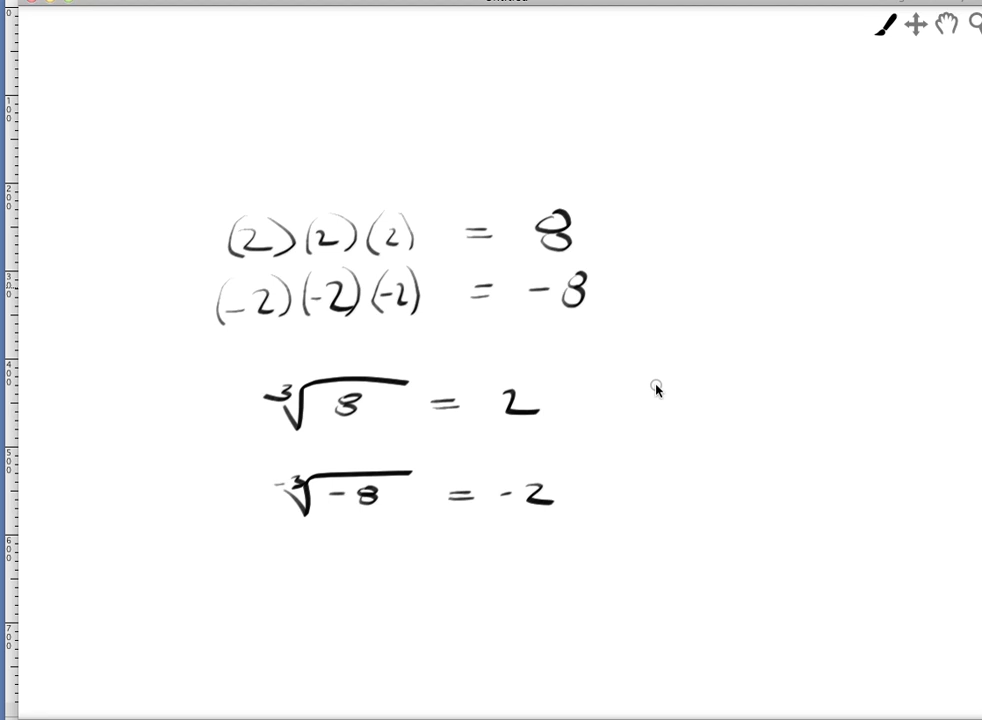 (2)(2)(2) = 8
(-2)(-2)(-2) = -8
³√8 = 2
⁻³√-8 = -2